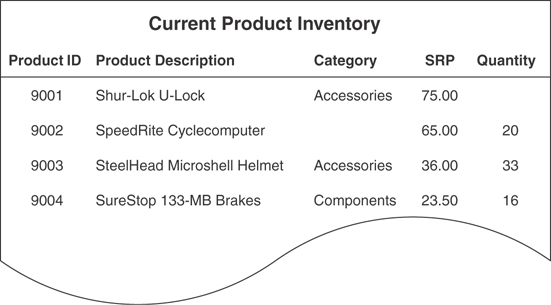 Current Product Inventory
Product ID Product Description Category SRP Quantity
9001 Shur-Lok U-Lock Accessories 75.00
9002 SpeedRite Cyclecomputer 65.00 20
9003 SteelHead Microshell Helmet Accessories 36.00 33
9004 SureStop 133-MB Brakes Components 23.50 16